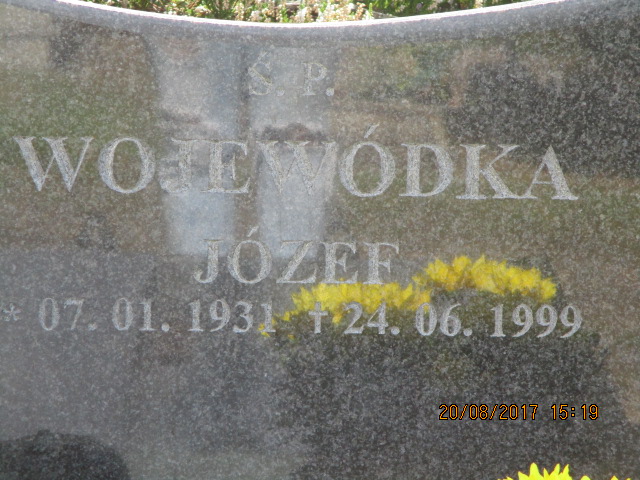 Ś. P.
WOJEWÓDKA
JÓZEF
* 07. 01. 1931 † 24. 06. 1999
20/08/2017 15:19